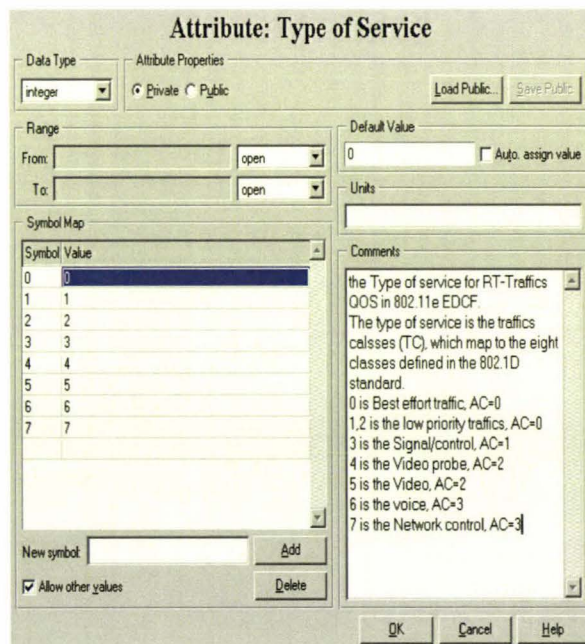 Attribute: Type of Service
Data Type
Attribute Properties
integer
Private
Public
Load Public...
Save Public
Range
From:
open
To:
open
Default Value
0
Auto. assign value
Units
Symbol Map
Symbol Value
0 0
1 1
2 2
3 3
4 4
5 5
6 6
7 7
New symbol:
Add
Allow other values
Delete
Comments
the Type of service for RT-Traffics
QOS in 802.11e EDCF.
The type of service is the traffics
calsses (TC), which map to the eight
classes defined in the 802.1D
standard.
0 is Best effort traffic, AC=0
1,2 is the low priority traffics, AC=0
3 is the Signal/control, AC=1
4 is the Video probe, AC=2
5 is the Video, AC=2
6 is the voice, AC=3
7 is the Network control, AC=3
OK
Cancel
Help